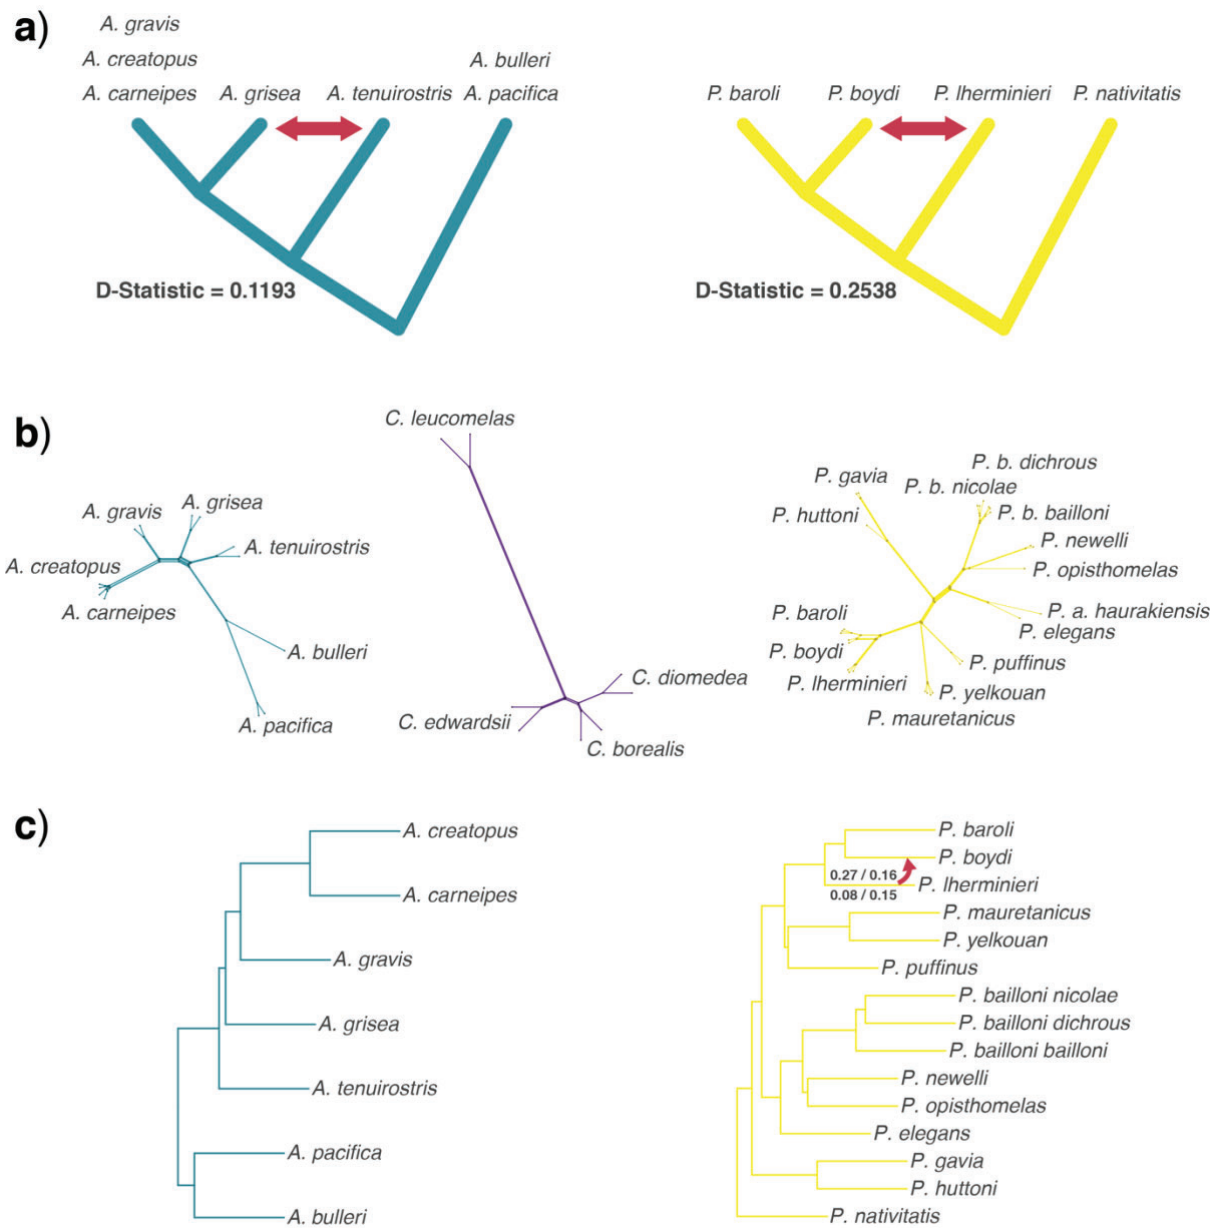 a)
A. gravis
A. creatopus
A. carneipes
A. grisea
A. tenuirostris
A. bulleri
A. pacifica
D-Statistic = 0.1193
P. baroli
P. boydi
P. lherminieri
P. nativitatis
D-Statistic = 0.2538
b)
A. gravis
A. grisea
A. tenuirostris
A. creatopus
A. carneipes
A. bulleri
A. pacifica
C. leucomelas
C. diomedea
C. edwardsii
C. borealis
P. b. dichrous
P. gavia
P. b. nicolae
P. huttoni
P. b. bailloni
P. newelli
P. opisthomelas
P. baroli
P. a. haurakiensis
P. elegans
P. boydi
P. puffinus
P. lherminieri
P. yelkouan
P. mauretanicus
c)
A. creatopus
A. carneipes
A. gravis
A. grisea
A. tenuirostris
A. pacifica
A. bulleri
P. baroli
P. boydi
0.27 / 0.16
P. lherminieri
0.08 / 0.15
P. mauretanicus
P. yelkouan
P. puffinus
P. bailloni nicolae
P. bailloni dichrous
P. bailloni bailloni
P. newelli
P. opisthomelas
P. elegans
P. gavia
P. huttoni
P. nativitatis